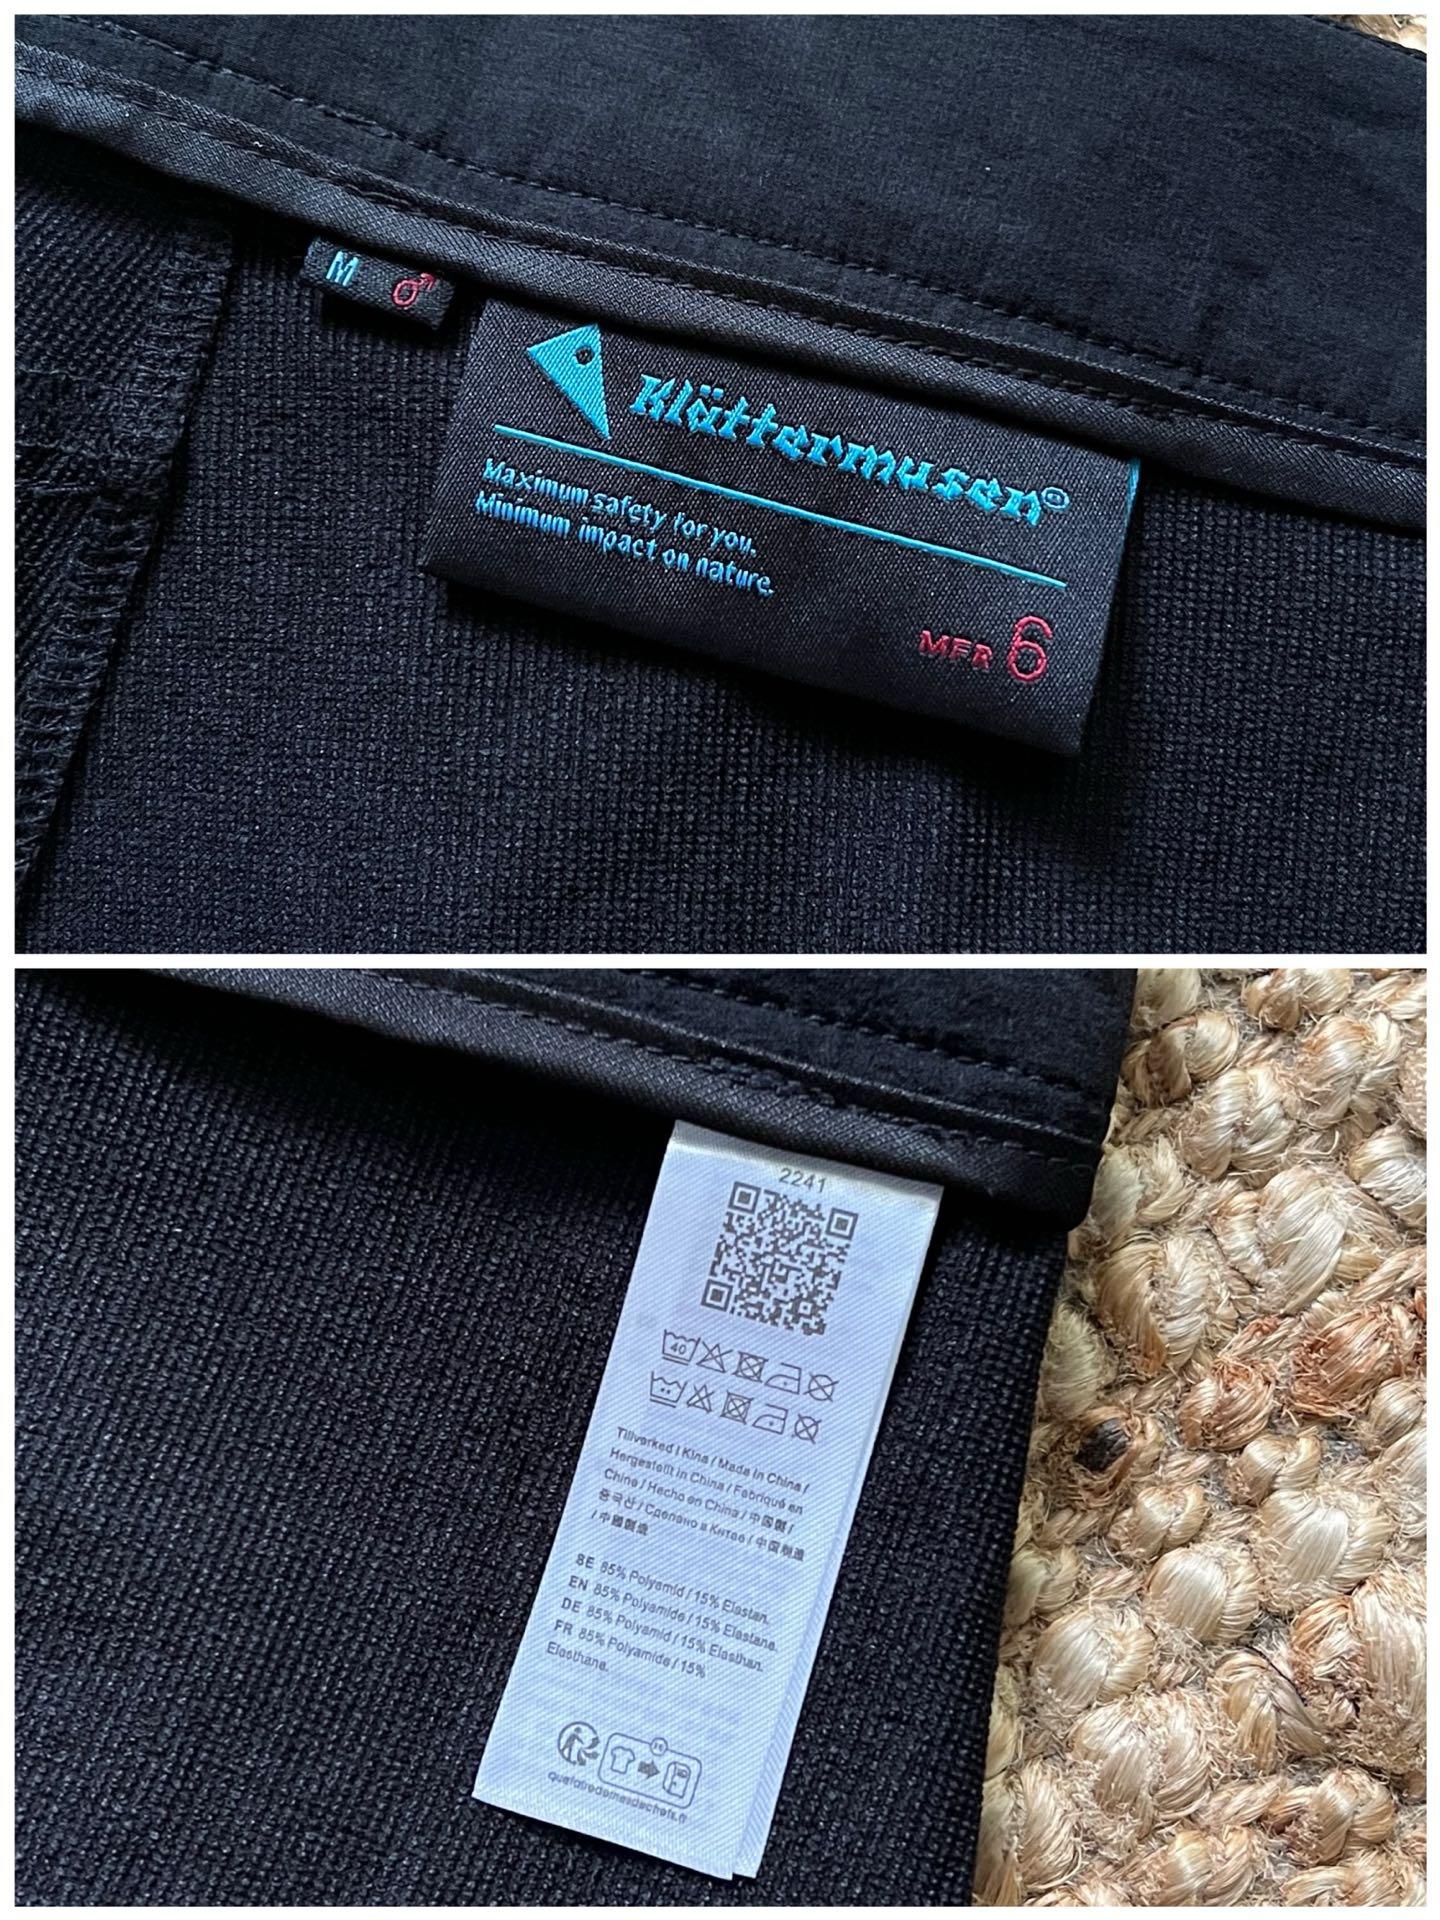 M ♂
Klättermusen®
Maximum safety for you.
Minimum impact on nature.
MFR 6
2241
40
Tillverked i Kina / Made in China /
Hergestellt in China / Fabriqué en
Chine / Hecho en China / 中国製 /
중국산 / Сделано в Китае / 中国制造
/ 中國製造
SE 85% Polyamid / 15% Elastan.
EN 85% Polyamide / 15% Elastane.
DE 85% Polyamid / 15% Elasthan.
FR 85% Polyamide / 15%
Elasthane.
FR
quefairedemesdechets.fr